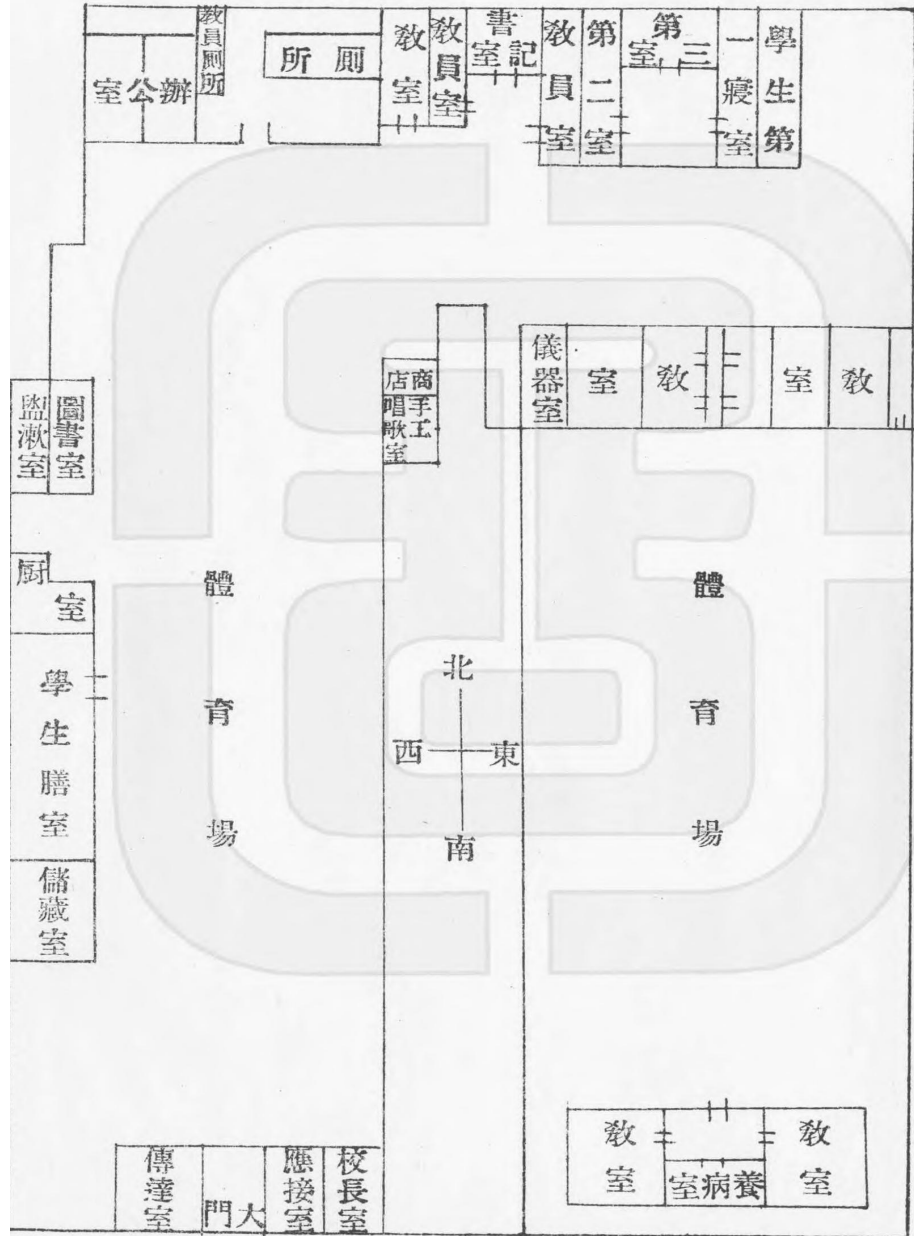 學生第
一寢室
第三室
第二室
教員室
書記室
教員室
教室
廁所
教員廁所
辦公室
教室
教室
儀器室
商店
手工
唱歌室
圖書室
盥漱室
廚室
學生膳室
儲藏室
體育場
體育場
北
東
西
南
教室
養病室
教室
校長室
應接室
大門
傳達室